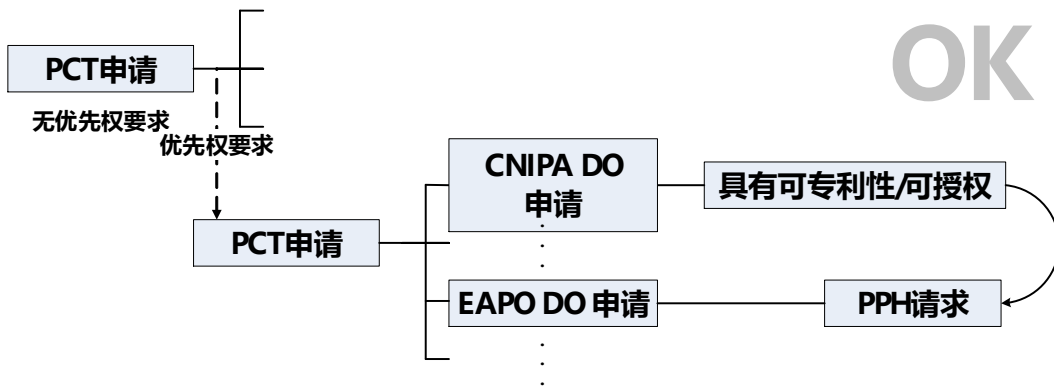 OK
PCT申请
无优先权要求
优先权要求
CNIPA DO
申请
具有可专利性/可授权
PCT申请
EAPO DO 申请
PPH请求